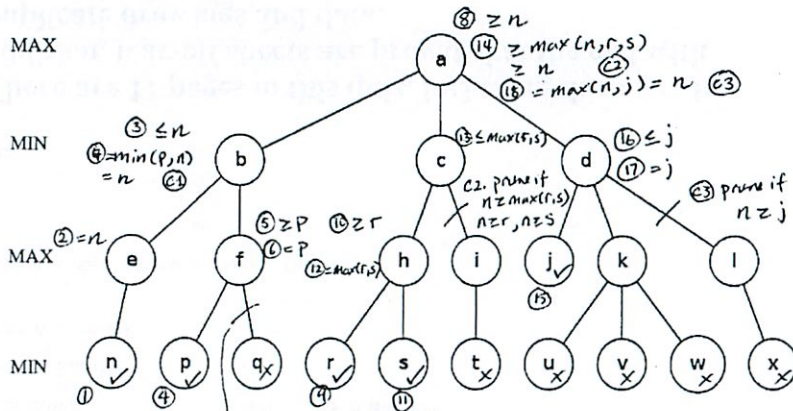 ⑧ ≥ n
MAX
a
⑭ ≥ max(n,r,s)
≥ n C2
⑱ = max(n,j) = n C3
③ ≤ n
MIN
④ = min(p,n)
= n C1
b
⑬ ≤ max(r,s)
c
d
⑯ ≤ j
⑰ = j
C2. prune if
n ≥ max(r,s)
n ≥ r, n ≥ s
C3 prune if
n ≥ j
② = n
MAX
e
⑤ ≥ P
⑥ = P
f
⑩ ≥ r
⑫ = max(r,s)
h
i
j
⑮
k
l
MIN
n
p
q
r
s
t
u
v
w
x
①
④
⑨
⑪